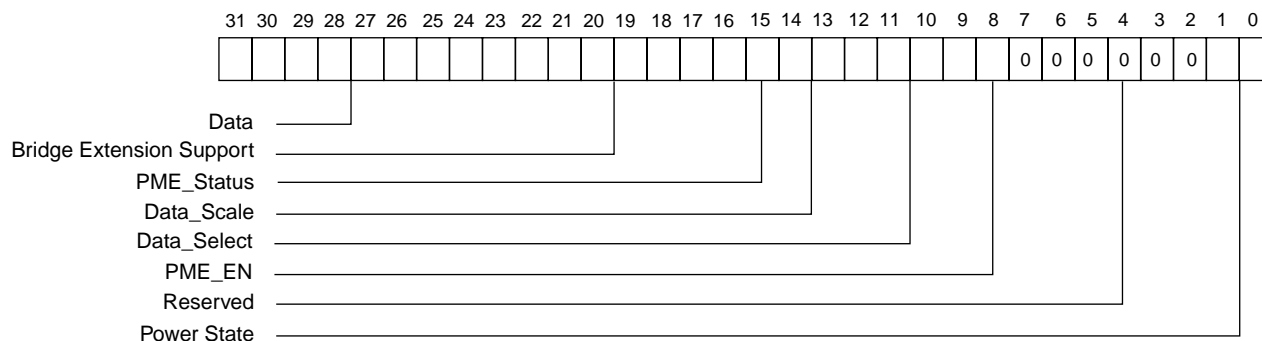 31 30 29 28 27 26 25 24 23 22 21 20 19 18 17 16 15 14 13 12 11 10 9 8 7 6 5 4 3 2 1 0
0 0 0 0 0 0
Data
Bridge Extension Support
PME_Status
Data_Scale
Data_Select
PME_EN
Reserved
Power State